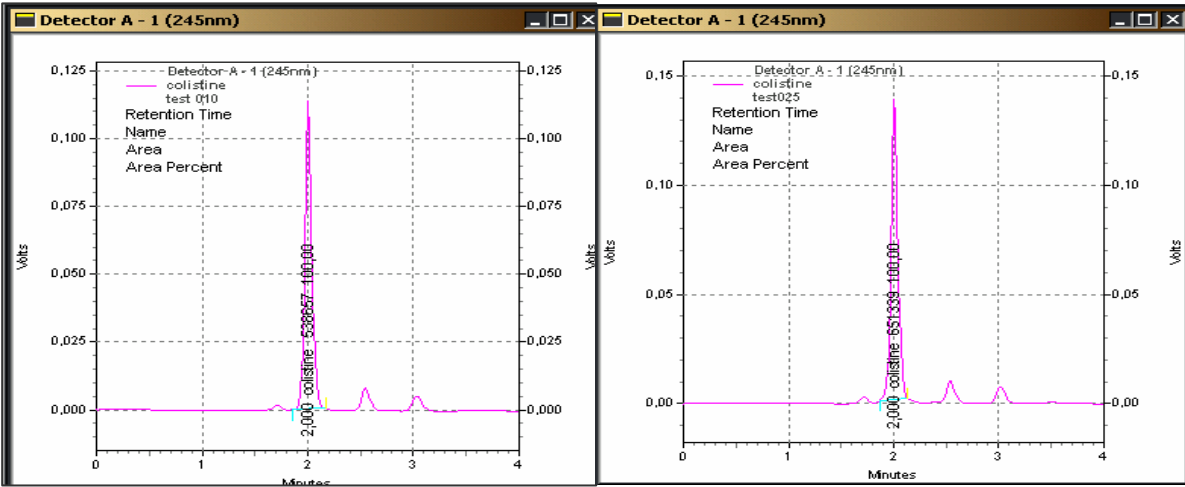 Detector A - 1 (245nm)
Detector A - 1 (245nm)
colistine
test 010
Retention Time
Name
Area
Area Percent
0,125
0,100
0,075
0,050
0,025
0,000
0,125
0,100
0,075
0,050
0,025
0,000
Volts
Volts
2,000 colistine 538657 100,00
0 1 2 3 4
Minutes
Detector A - 1 (245nm)
Detector A - 1 (245nm)
colistine
test025
Retention Time
Name
Area
Area Percent
0,15
0,10
0,05
0,00
0,15
0,10
0,05
0,00
Volts
Volts
2,000 colistine 651339 100,00
0 1 2 3 4
Minutes